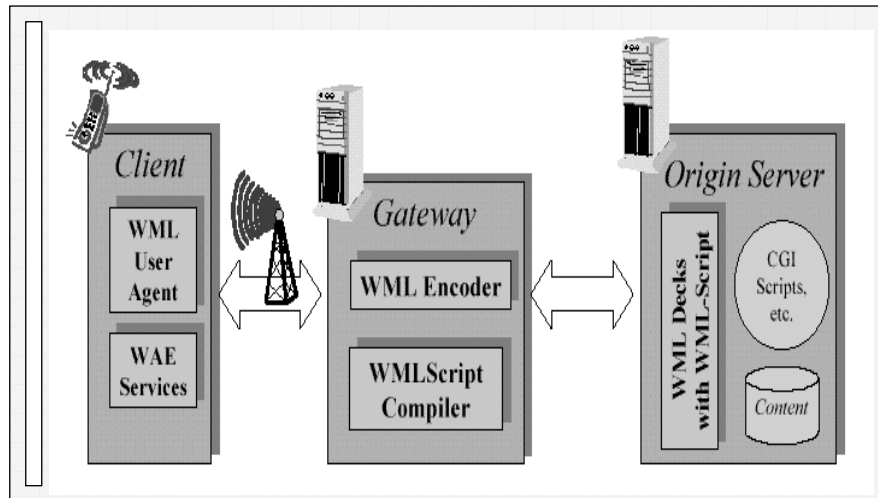 Client
WML
User
Agent
WAE
Services
Gateway
WML Encoder
WMLScript
Compiler
Origin Server
WML Decks
with WML-Script
CGI
Scripts,
etc.
Content